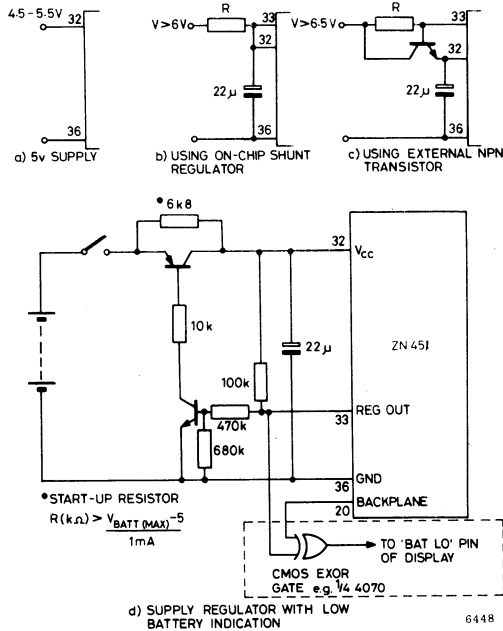 4.5-5.5V
32
36
a) 5v SUPPLY
V>6V
R
33
32
22µ
36
b) USING ON-CHIP SHUNT
REGULATOR
V>6.5V
R
33
32
22µ
36
c) USING EXTERNAL NPN
TRANSISTOR
* 6k8
32
VCC
10k
22µ
ZN 451
100k
REG OUT
470k
33
680k
GND
36
BACKPLANE
20
* START-UP RESISTOR
R(kΩ) > VBATT (MAX) -5
1mA
TO 'BAT LO' PIN
OF DISPLAY
CMOS EXOR
GATE e.g. 1/4 4070
d) SUPPLY REGULATOR WITH LOW
BATTERY INDICATION
6448